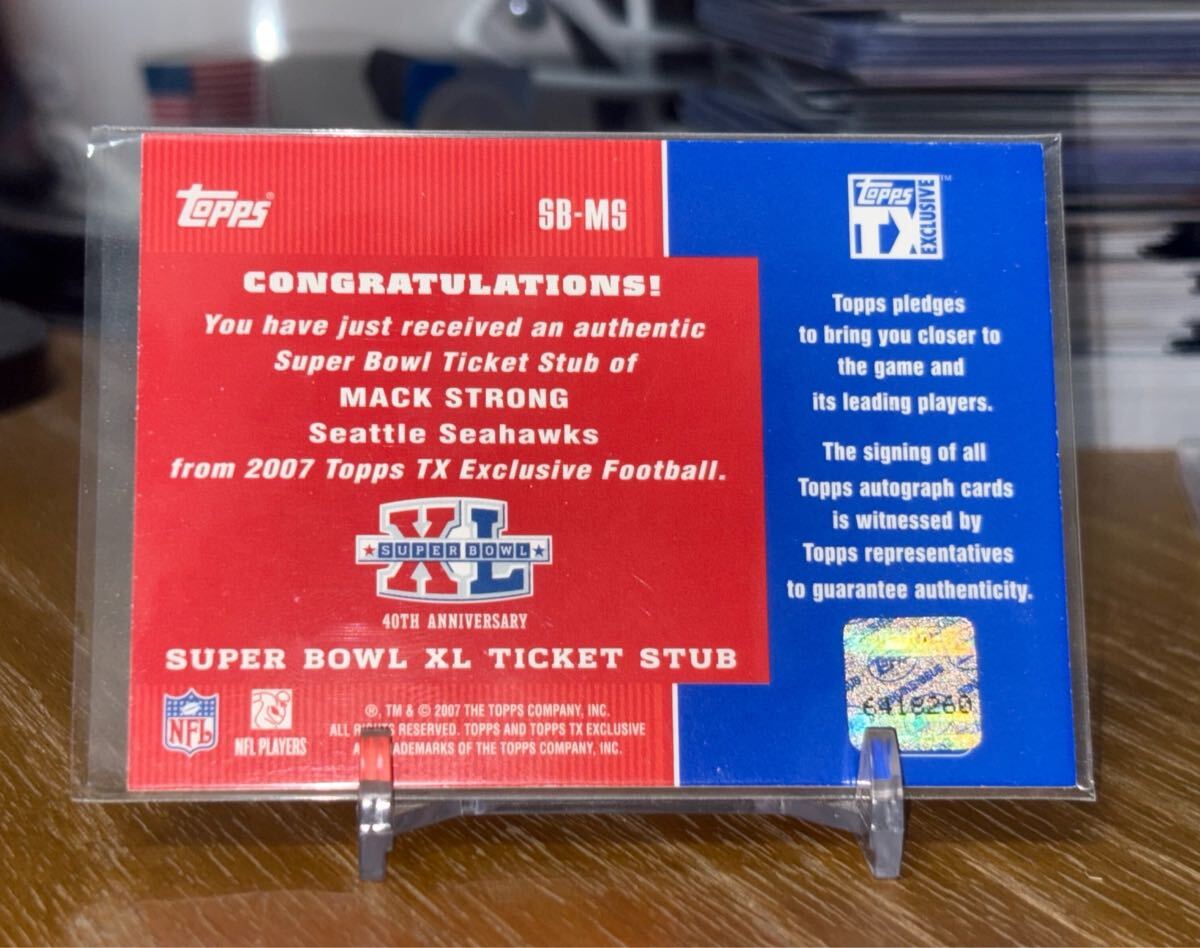 Topps®
SB-MS
CONGRATULATIONS!
You have just received an authentic
Super Bowl Ticket Stub of
MACK STRONG
Seattle Seahawks
from 2007 Topps TX Exclusive Football.
XL
★ SUPER BOWL ★
40TH ANNIVERSARY
SUPER BOWL XL TICKET STUB
NFL
NFL PLAYERS
®, TM & © 2007 THE TOPPS COMPANY, INC.
ALL RIGHTS RESERVED. TOPPS AND TOPPS TX EXCLUSIVE
TRADEMARKS OF THE TOPPS COMPANY, INC.
Topps
TX
EXCLUSIVE
™
Topps pledges
to bring you closer to
the game and
its leading players.
The signing of all
Topps autograph cards
is witnessed by
Topps representatives
to guarantee authenticity.
6418260